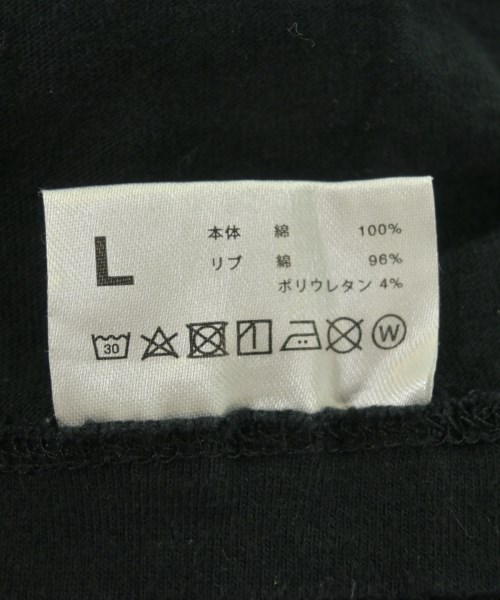 L
本体 綿 100%
リブ 綿 96%
ポリウレタン 4%
30 W